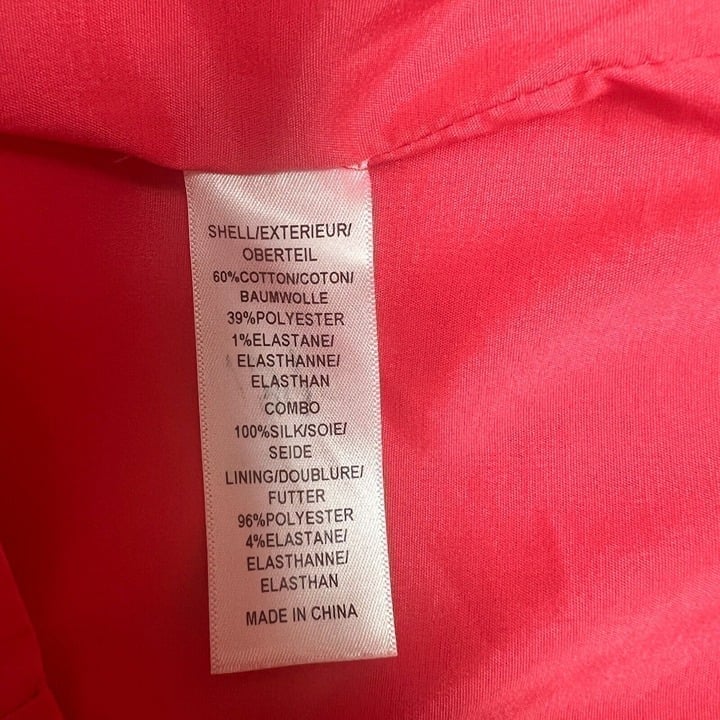 SHELL/EXTERIEUR/
OBERTEIL
60%COTTON/COTON/
BAUMWOLLE
39%POLYESTER
1%ELASTANE/
ELASTHANNE/
ELASTHAN
COMBO
100%SILK/SOIE/
SEIDE
LINING/DOUBLURE/
FUTTER
96%POLYESTER
4%ELASTANE/
ELASTHANNE/
ELASTHAN
MADE IN CHINA